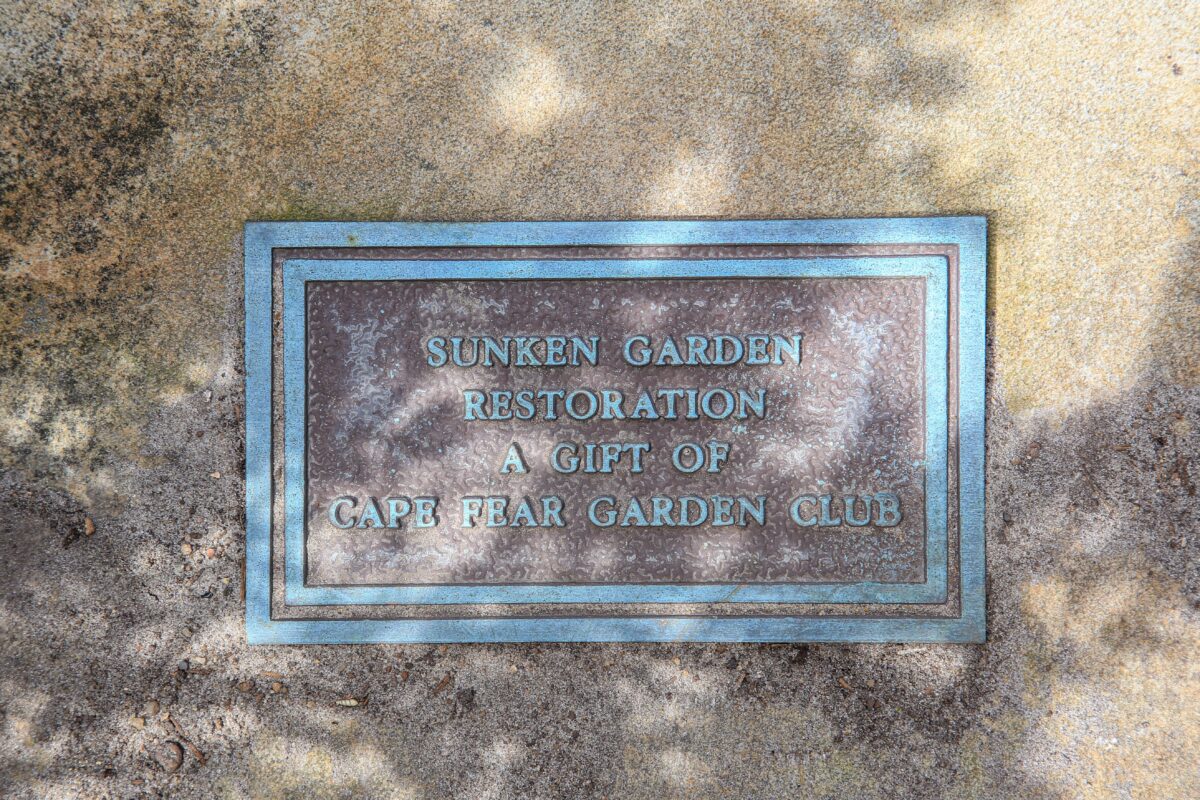 SUNKEN GARDEN
RESTORATION
A GIFT OF
CAPE FEAR GARDEN CLUB